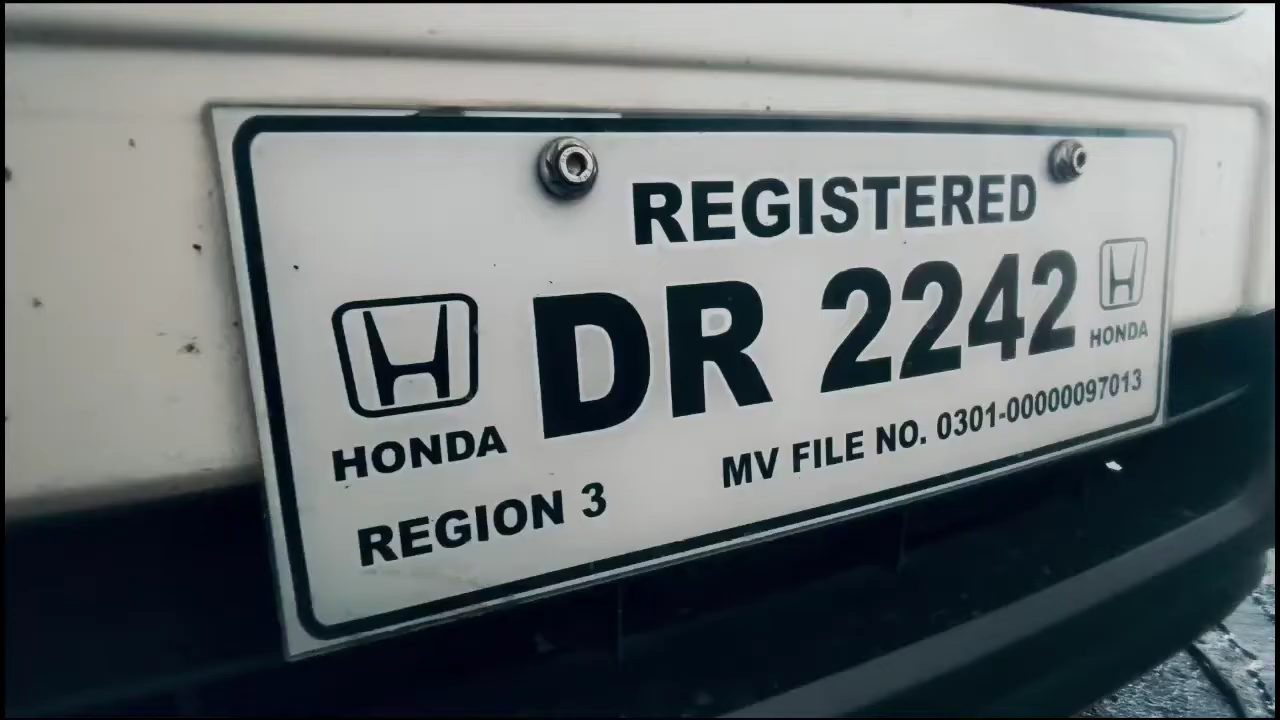 REGISTERED
DR 2242
HONDA
HONDA
MV FILE NO. 0301-00000097013
REGION 3